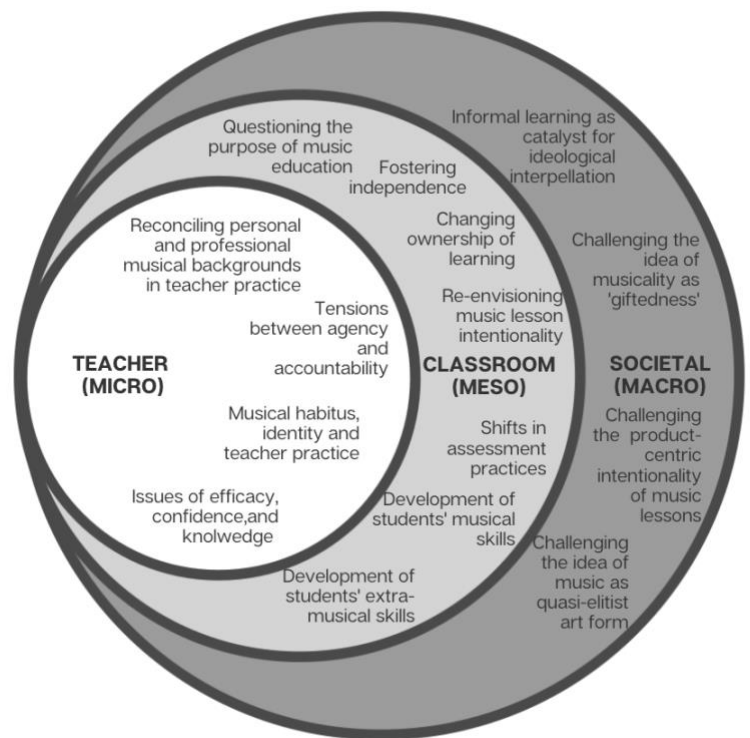 Questioning the
purpose of music
education
Fostering
independence
Changing
ownership of
learning
Re-envisioning
music lesson
intentionality
CLASSROOM
(MESO)
Shifts in
assessment
practices
Development of
students' musical
skills
Development of
students' extra-
musical skills
Reconciling personal
and professional
musical backgrounds
in teacher practice
Tensions
between agency
and
accountability
TEACHER
(MICRO)
Musical habitus,
identity and
teacher practice
Issues of efficacy,
confidence,and
knolwedge
Informal learning as
catalyst for
ideological
interpellation
Challenging the
idea of
musicality as
'giftedness'
SOCIETAL
(MACRO)
Challenging
the product-
centric
intentionality
of music
lessons
Challenging
the idea of
music as
quasi-elitist
art form